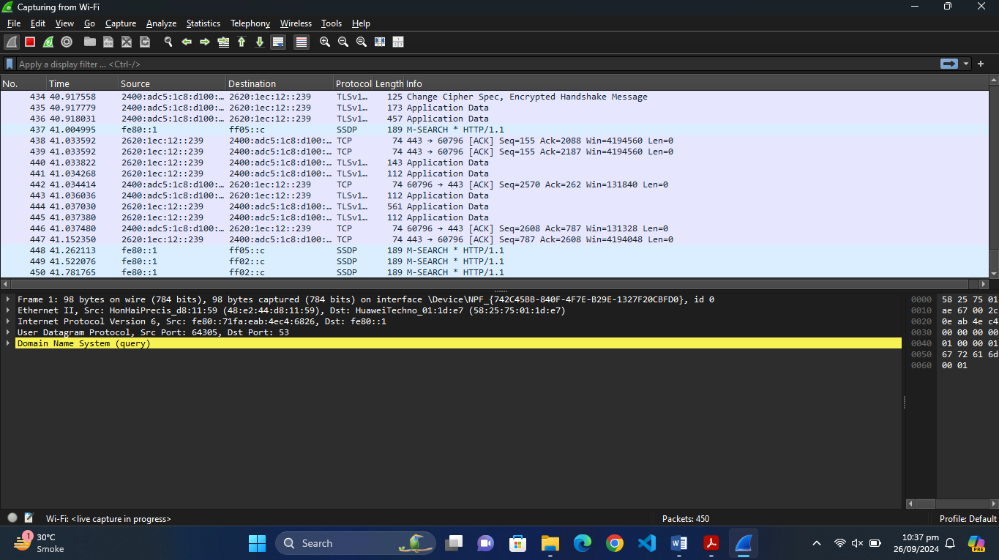 Capturing from Wi-Fi
File Edit View Go Capture Analyze Statistics Telephony Wireless Tools Help
Apply a display filter ... <Ctrl-/>
No. Time Source Destination Protocol Length Info
434 40.917558 2400:adc5:1c8:d100:… 2620:1ec:12::239 TLSv1… 125 Change Cipher Spec, Encrypted Handshake Message
435 40.917779 2400:adc5:1c8:d100:… 2620:1ec:12::239 TLSv1… 173 Application Data
436 40.918031 2400:adc5:1c8:d100:… 2620:1ec:12::239 TLSv1… 457 Application Data
437 41.004995 fe80::1 ff05::c SSDP 189 M-SEARCH * HTTP/1.1
438 41.033592 2620:1ec:12::239 2400:adc5:1c8:d100:… TCP 74 443 → 60796 [ACK] Seq=155 Ack=2088 Win=4194560 Len=0
439 41.033592 2620:1ec:12::239 2400:adc5:1c8:d100:… TCP 74 443 → 60796 [ACK] Seq=155 Ack=2187 Win=4194560 Len=0
440 41.033822 2620:1ec:12::239 2400:adc5:1c8:d100:… TLSv1… 143 Application Data
441 41.034268 2620:1ec:12::239 2400:adc5:1c8:d100:… TLSv1… 112 Application Data
442 41.034414 2400:adc5:1c8:d100:… 2620:1ec:12::239 TCP 74 60796 → 443 [ACK] Seq=2570 Ack=262 Win=131840 Len=0
443 41.036036 2400:adc5:1c8:d100:… 2620:1ec:12::239 TLSv1… 112 Application Data
444 41.037030 2620:1ec:12::239 2400:adc5:1c8:d100:… TLSv1… 561 Application Data
445 41.037380 2620:1ec:12::239 2400:adc5:1c8:d100:… TLSv1… 112 Application Data
446 41.037480 2400:adc5:1c8:d100:… 2620:1ec:12::239 TCP 74 60796 → 443 [ACK] Seq=2608 Ack=787 Win=131328 Len=0
447 41.152350 2620:1ec:12::239 2400:adc5:1c8:d100:… TCP 74 443 → 60796 [ACK] Seq=787 Ack=2608 Win=4194048 Len=0
448 41.262113 fe80::1 ff05::c SSDP 189 M-SEARCH * HTTP/1.1
449 41.522076 fe80::1 ff02::c SSDP 189 M-SEARCH * HTTP/1.1
450 41.781765 fe80::1 ff02::c SSDP 189 M-SEARCH * HTTP/1.1
Frame 1: 98 bytes on wire (784 bits), 98 bytes captured (784 bits) on interface \Device\NPF_{742C45BB-840F-4F7E-B29E-1327F20CBFD0}, id 0
Ethernet II, Src: HonHaiPrecis_d8:11:59 (48:e2:44:d8:11:59), Dst: HuaweiTechno_01:1d:e7 (58:25:75:01:1d:e7)
Internet Protocol Version 6, Src: fe80::71fa:eab:4ec4:6826, Dst: fe80::1
User Datagram Protocol, Src Port: 64305, Dst Port: 53
Domain Name System (query)
0000 58 25 75 01
0010 ae 67 00 2c
0020 0e ab 4e c4
0030 00 00 00 00
0040 01 00 00 01
0050 67 72 61 6d
0060 00 01
Wi-Fi: <live capture in progress>
Packets: 450
Profile: Default
1
30°C
Smoke
Search
10:37 pm
26/09/2024
PRE